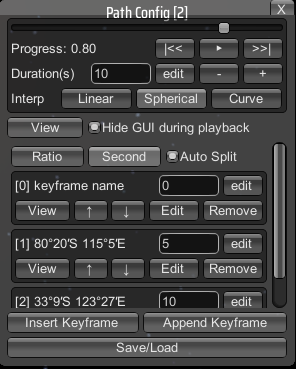 Path Config [2] X
Progress: 0.80 |<< ▶ >>|
Duration(s) 10 edit - +
Interp Linear Spherical Curve
View Hide GUI during playback
Ratio Second Auto Split
[0] keyframe name 0 edit
View ↑ ↓ Edit Remove
[1] 80°20'S 115°5'E 5 edit
View ↑ ↓ Edit Remove
[2] 33°9'S 123°27'E 10 edit
Insert Keyframe Append Keyframe
Save/Load